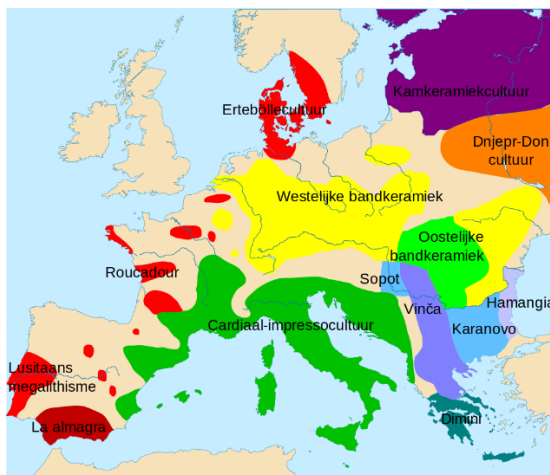 Kamkeramiekcultuur
Ertebøllecultuur
Dnjepr-Don
cultuur
Westelijke bandkeramiek
Oostelijke
bandkeramiek
Roucadour
Sopot
Hamangia
Vinča
Cardiaal-impressocultuur
Karanovo
Lusitaans
megalithisme
La almagra
Dimini